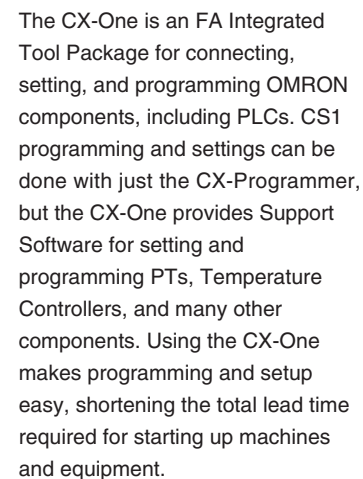 The CX-One is an FA Integrated
Tool Package for connecting,
setting, and programming OMRON
components, including PLCs. CS1
programming and settings can be
done with just the CX-Programmer,
but the CX-One provides Support
Software for setting and
programming PTs, Temperature
Controllers, and many other
components. Using the CX-One
makes programming and setup
easy, shortening the total lead time
required for starting up machines
and equipment.